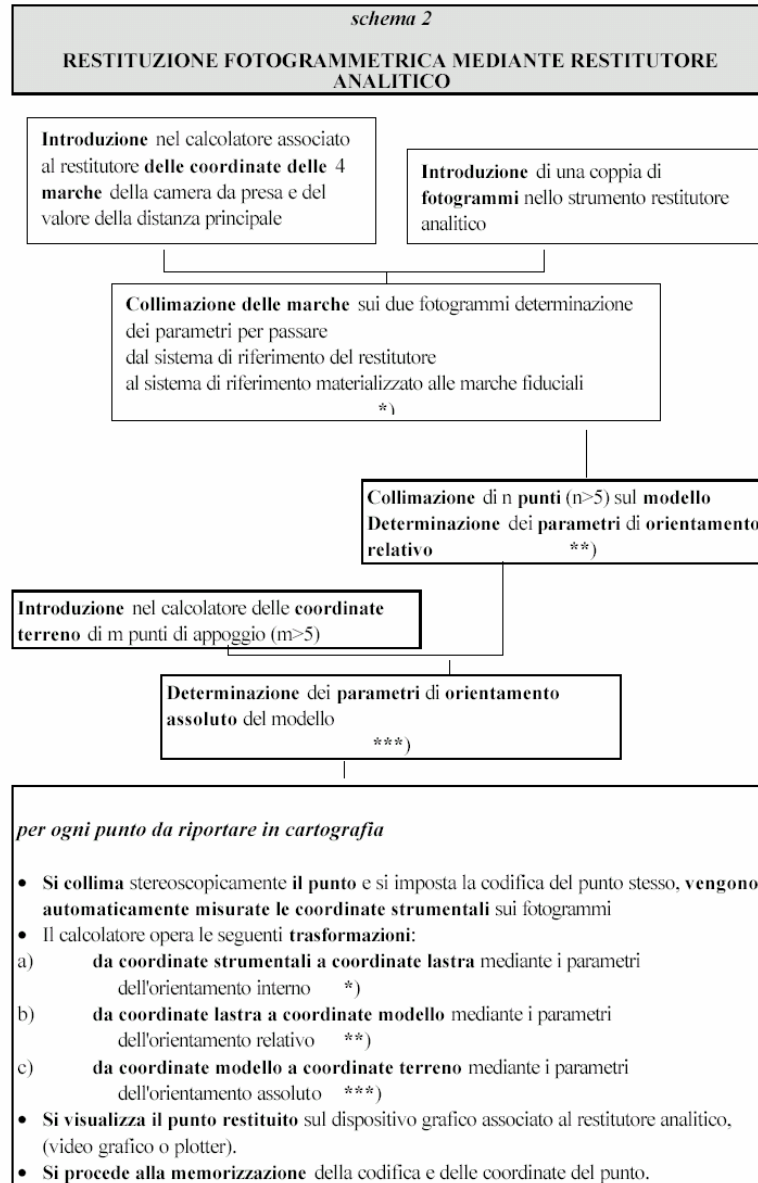 schema 2
RESTITUZIONE FOTOGRAMMETRICA MEDIANTE RESTITUTORE
ANALITICO
Introduzione nel calcolatore associato
al restitutore delle coordinate delle 4
marche della camera da presa e del
valore della distanza principale
Introduzione di una coppia di
fotogrammi nello strumento restitutore
analitico
Collimazione delle marche sui due fotogrammi determinazione
dei parametri per passare
dal sistema di riferimento del restitutore
al sistema di riferimento materializzato alle marche fiduciali
*)
Collimazione di n punti (n>5) sul modello
Determinazione dei parametri di orientamento
relativo **)
Introduzione nel calcolatore delle coordinate
terreno di m punti di appoggio (m>5)
Determinazione dei parametri di orientamento
assoluto del modello
***)
per ogni punto da riportare in cartografia
• Si collima stereoscopicamente il punto e si imposta la codifica del punto stesso, vengono
automaticamente misurate le coordinate strumentali sui fotogrammi
• Il calcolatore opera le seguenti trasformazioni:
a) da coordinate strumentali a coordinate lastra mediante i parametri
dell'orientamento interno *)
b) da coordinate lastra a coordinate modello mediante i parametri
dell'orientamento relativo **)
c) da coordinate modello a coordinate terreno mediante i parametri
dell'orientamento assoluto ***)
• Si visualizza il punto restituito sul dispositivo grafico associato al restitutore analitico,
(video grafico o plotter).
• Si procede alla memorizzazione della codifica e delle coordinate del punto.